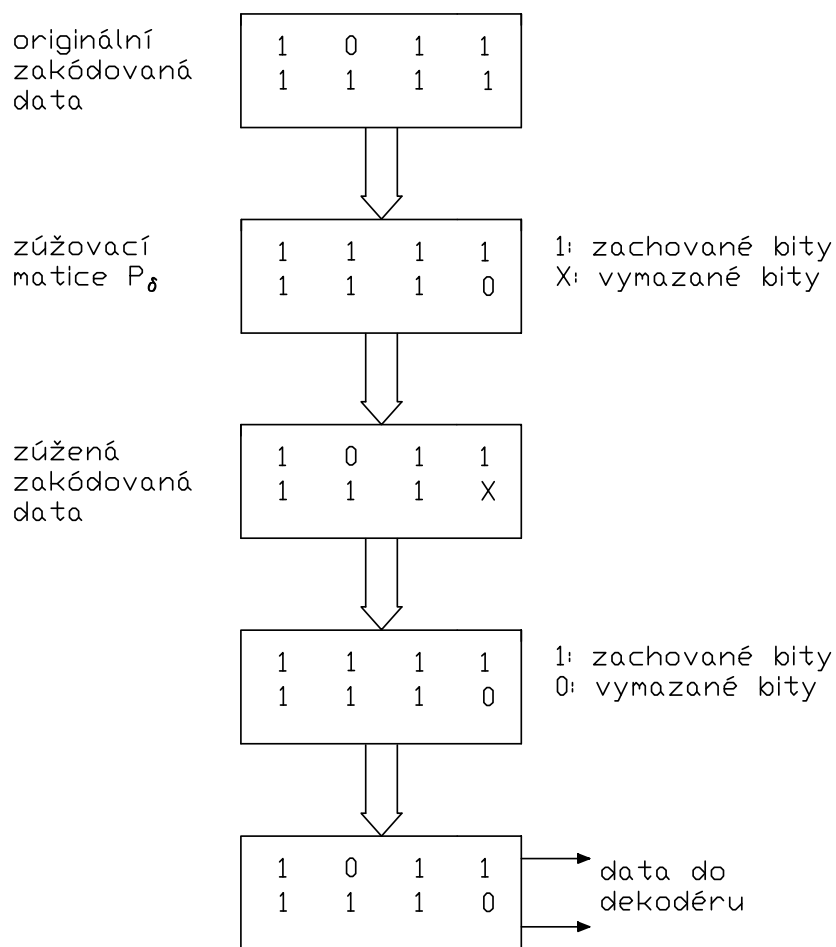 originální
zakódovaná
data
1 0 1 1
1 1 1 1
zúžovací
matice Pδ
1 1 1 1
1 1 1 0
1: zachované bity
X: vymazané bity
zúžená
zakódovaná
data
1 0 1 1
1 1 1 X
1 1 1 1
1 1 1 0
1: zachované bity
0: vymazané bity
1 0 1 1
1 1 1 0
data do
dekodéru